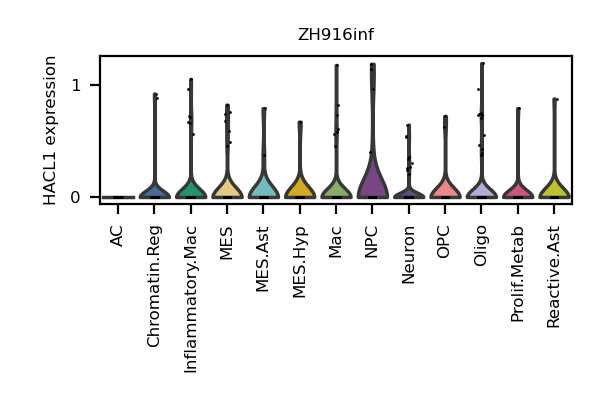 ZH916inf
HACL1 expression
1
0
AC
Chromatin.Reg
Inflammatory.Mac
MES
MES.Ast
MES.Hyp
Mac
NPC
Neuron
OPC
Oligo
Prolif.Metab
Reactive.Ast